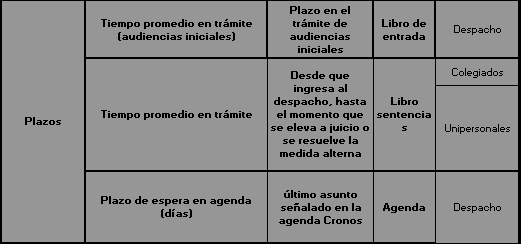 Plazos
Tiempo promedio en trámite
(audiencias iniciales)
Plazo en el
trámite de
audiencias
iniciales
Libro de
entrada
Despacho
Tiempo promedio en trámite
Desde que
ingresa al
despacho, hasta
el momento que
se eleva a juicio o
se resuelve la
medida alterna
Libro
sentencia
s
Colegiados
Unipersonales
Plazo de espera en agenda
(días)
último asunto
señalado en la
agenda Cronos
Agenda
Despacho